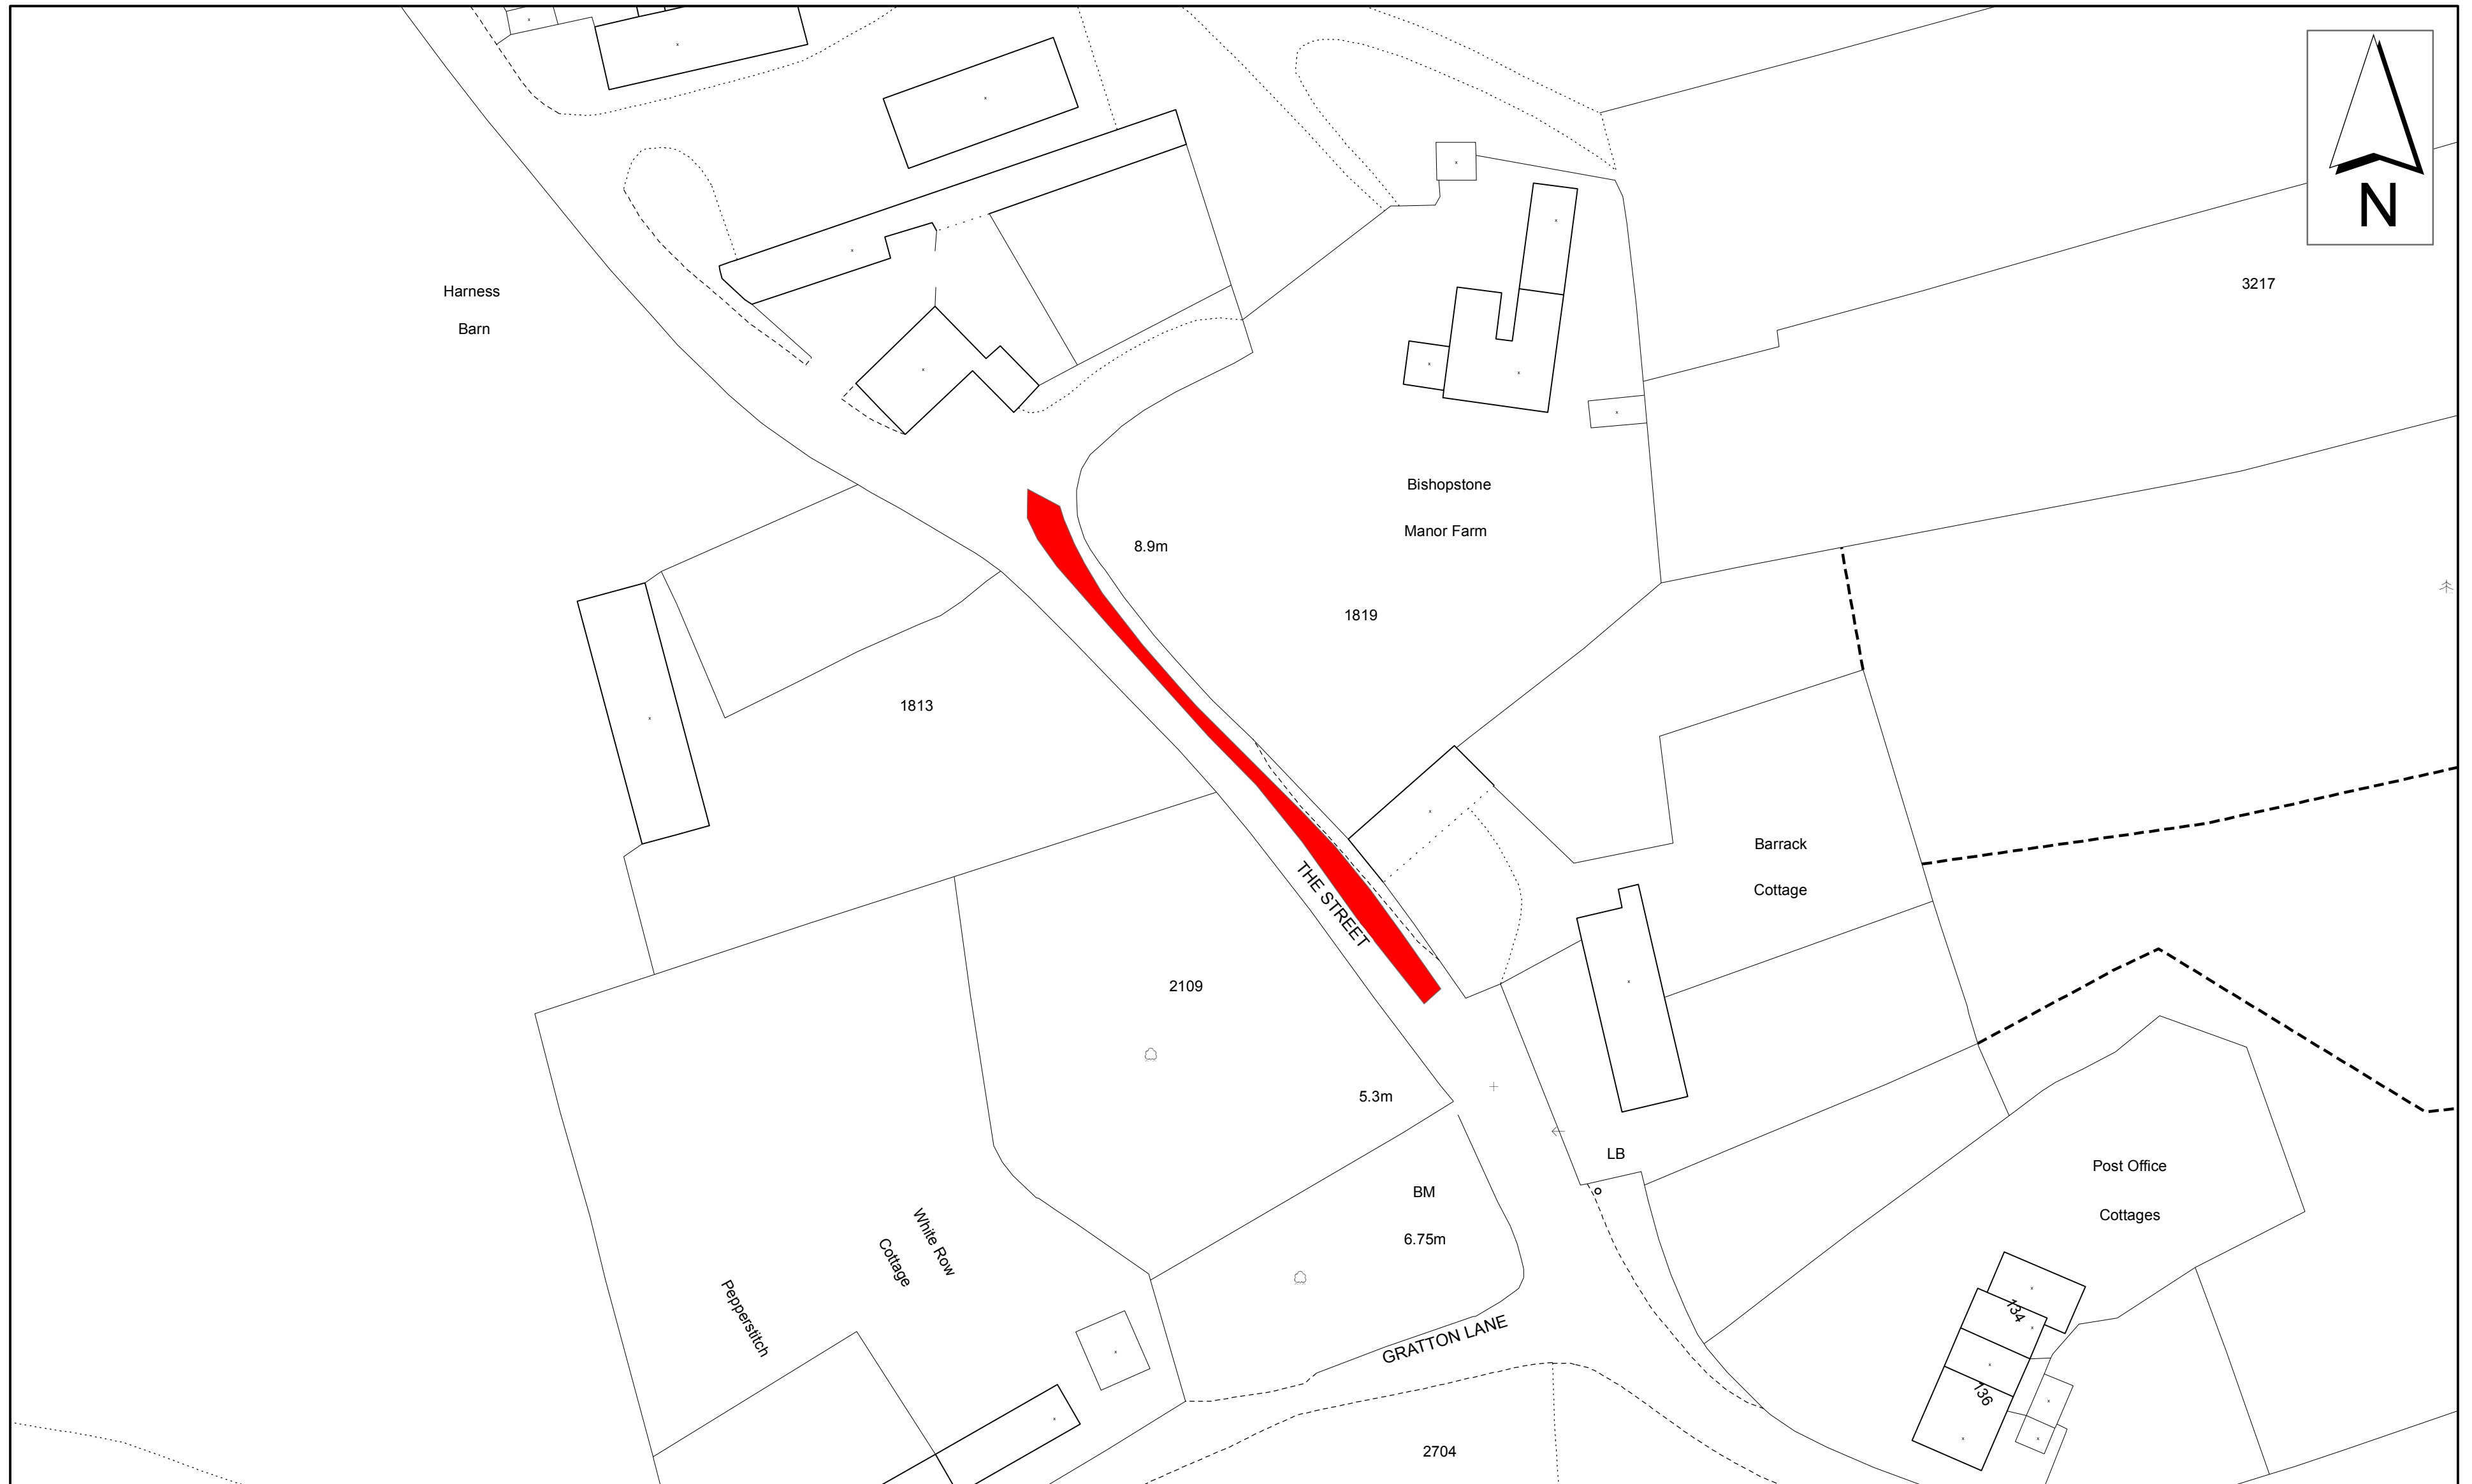 N
3217
Harness
Barn
Bishopstone
Manor Farm
8.9m
1819
1813
Barrack
Cottage
THE STREET
2109
5.3m
LB
Post Office
Cottages
BM
6.75m
White Row
Cottage
Pepperstitch
134
GRATTON LANE
136
2704